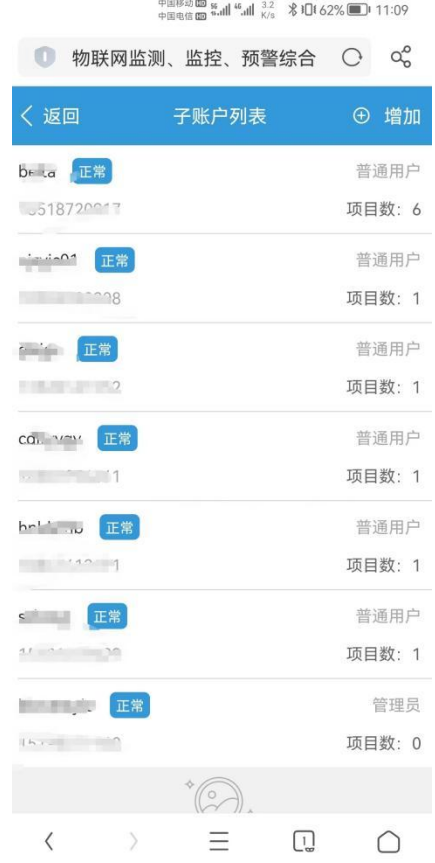 中国移动 HD 5G 4G 3.2 62% 11:09
中国电信 HD K/s
物联网监测、监控、预警综合
返回 子账户列表 增加
正常 普通用户
项目数: 6
正常 普通用户
项目数: 1
正常 普通用户
项目数: 1
正常 普通用户
项目数: 1
正常 普通用户
项目数: 1
正常 普通用户
项目数: 1
正常 管理员
项目数: 0
1